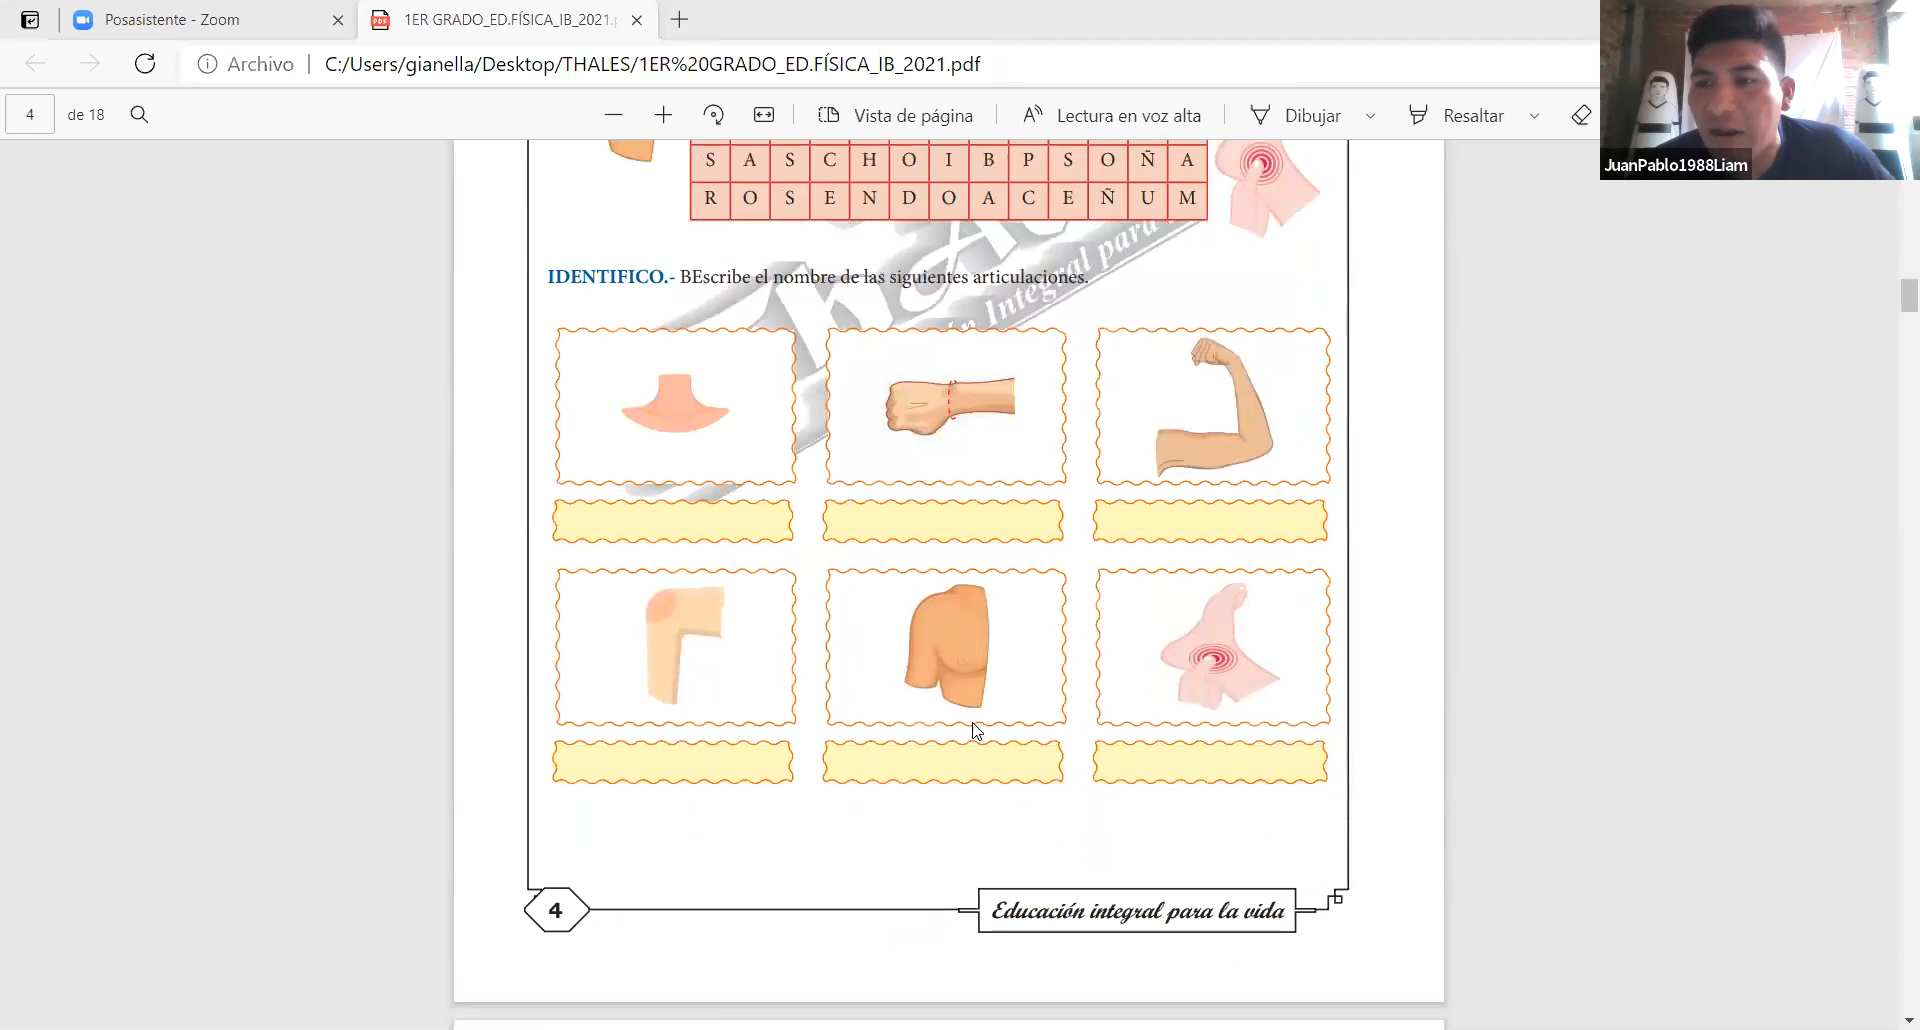 Posasistente - Zoom
1ER GRADO_ED.FÍSICA_IB_2021.p
Archivo | C:/Users/gianella/Desktop/THALES/1ER%20GRADO_ED.FÍSICA_IB_2021.pdf
4 de 18
Vista de página
Lectura en voz alta
Dibujar
Resaltar
JuanPablo1988Liam
S A S C H O I B P S O Ñ A
R O S E N D O A C E Ñ U M
Integral para
IDENTIFICO.- BEscribe el nombre de las siguientes articulaciones.
4
Educación integral para la vida